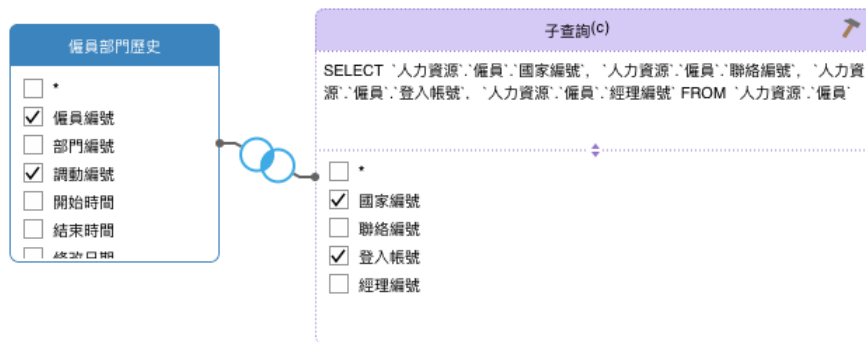 僱員部門歷史
*
僱員編號
部門編號
調動編號
開始時間
結束時間
修改日期
子查詢(c)
SELECT `人力資源`.`僱員`.`國家編號`, `人力資源`.`僱員`.`聯絡編號`, `人力資
源`.`僱員`.`登入帳號`, `人力資源`.`僱員`.`經理編號` FROM `人力資源`.`僱員`
*
國家編號
聯絡編號
登入帳號
經理編號